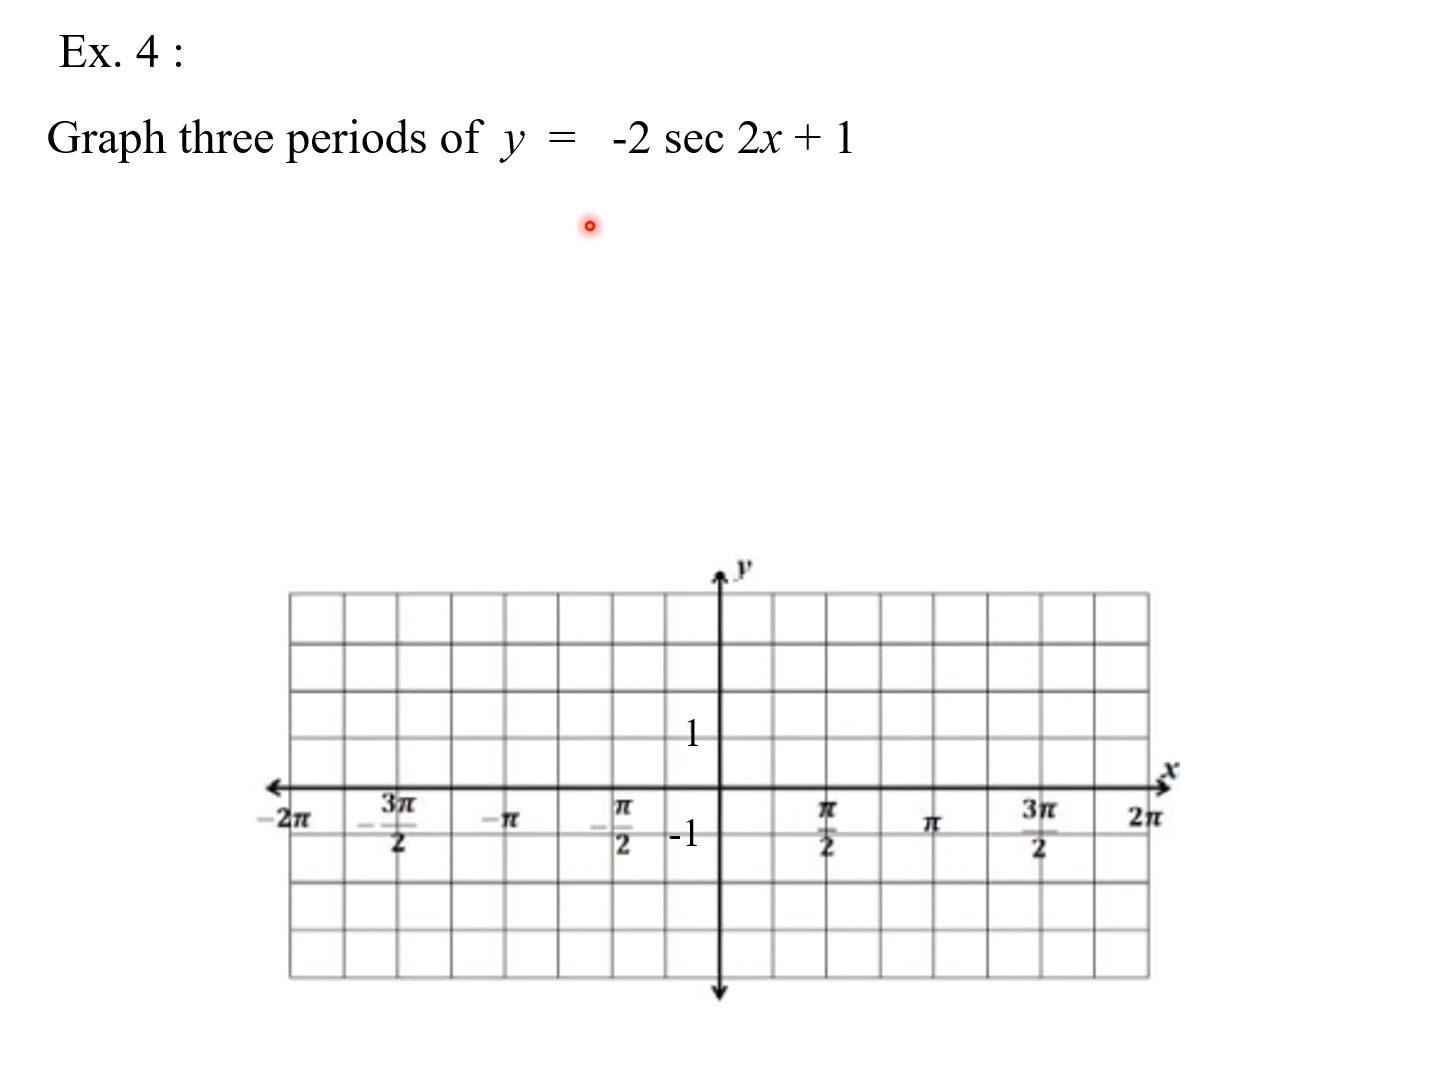 Ex. 4 :
Graph three periods of y = -2 sec 2x + 1
y
1
x
−2π −3π/2 −π −π/2 -1 π/2 π 3π/2 2π